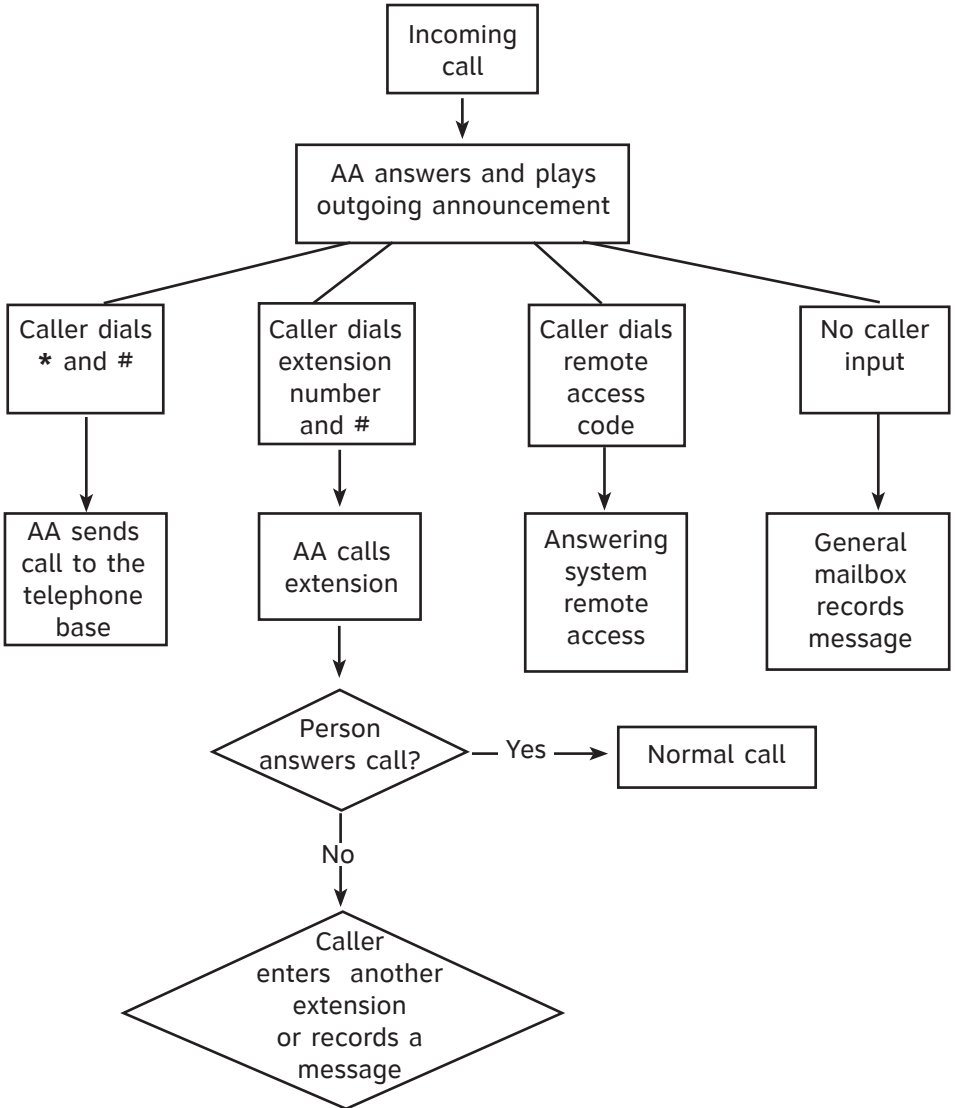 Incoming
call
AA answers and plays
outgoing announcement
Caller dials
* and #
Caller dials
extension
number
and #
Caller dials
remote
access
code
No caller
input
AA sends
call to the
telephone
base
AA calls
extension
Answering
system
remote
access
General
mailbox
records
message
Person
answers call?
Yes
Normal call
No
Caller
enters another
extension
or records a
message